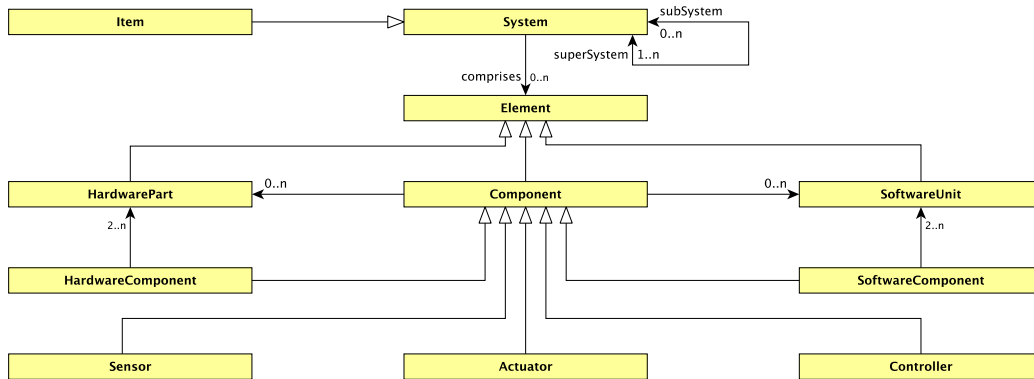 Item
System
subSystem
0..n
superSystem
1..n
comprises
0..n
Element
HardwarePart
0..n
Component
0..n
SoftwareUnit
2..n
2..n
HardwareComponent
SoftwareComponent
Sensor
Actuator
Controller